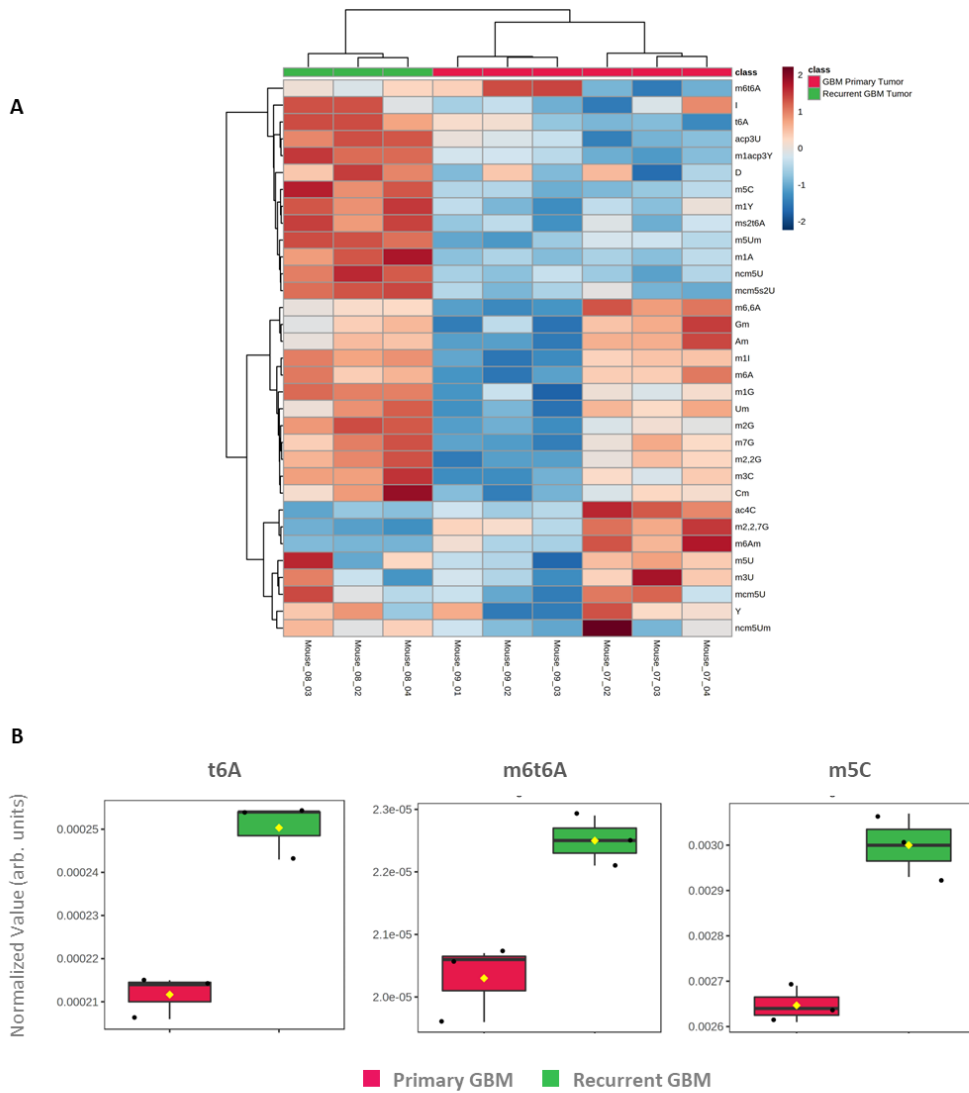 A
class
m6t6A
I
t6A
acp3U
m1acp3Y
D
m5C
m1Y
ms2t6A
m5Um
m1A
ncm5U
mcm5s2U
m6,6A
Gm
Am
m1I
m6A
m1G
Um
m2G
m7G
m2,2G
m3C
Cm
ac4C
m2,2,7G
m6Am
m5U
m3U
mcm5U
Y
ncm5Um
2
1
0
-1
-2
class
GBM Primary Tumor
Recurrent GBM Tumor
Mouse_08_03
Mouse_08_02
Mouse_08_04
Mouse_09_01
Mouse_09_02
Mouse_09_03
Mouse_07_02
Mouse_07_03
Mouse_07_04
B
Normalized Value (arb. units)
t6A
0.00025
0.00024
0.00023
0.00022
0.00021
m6t6A
2.3e-05
2.2e-05
2.1e-05
2.0e-05
m5C
0.0030
0.0029
0.0028
0.0027
0.0026
Primary GBM
Recurrent GBM